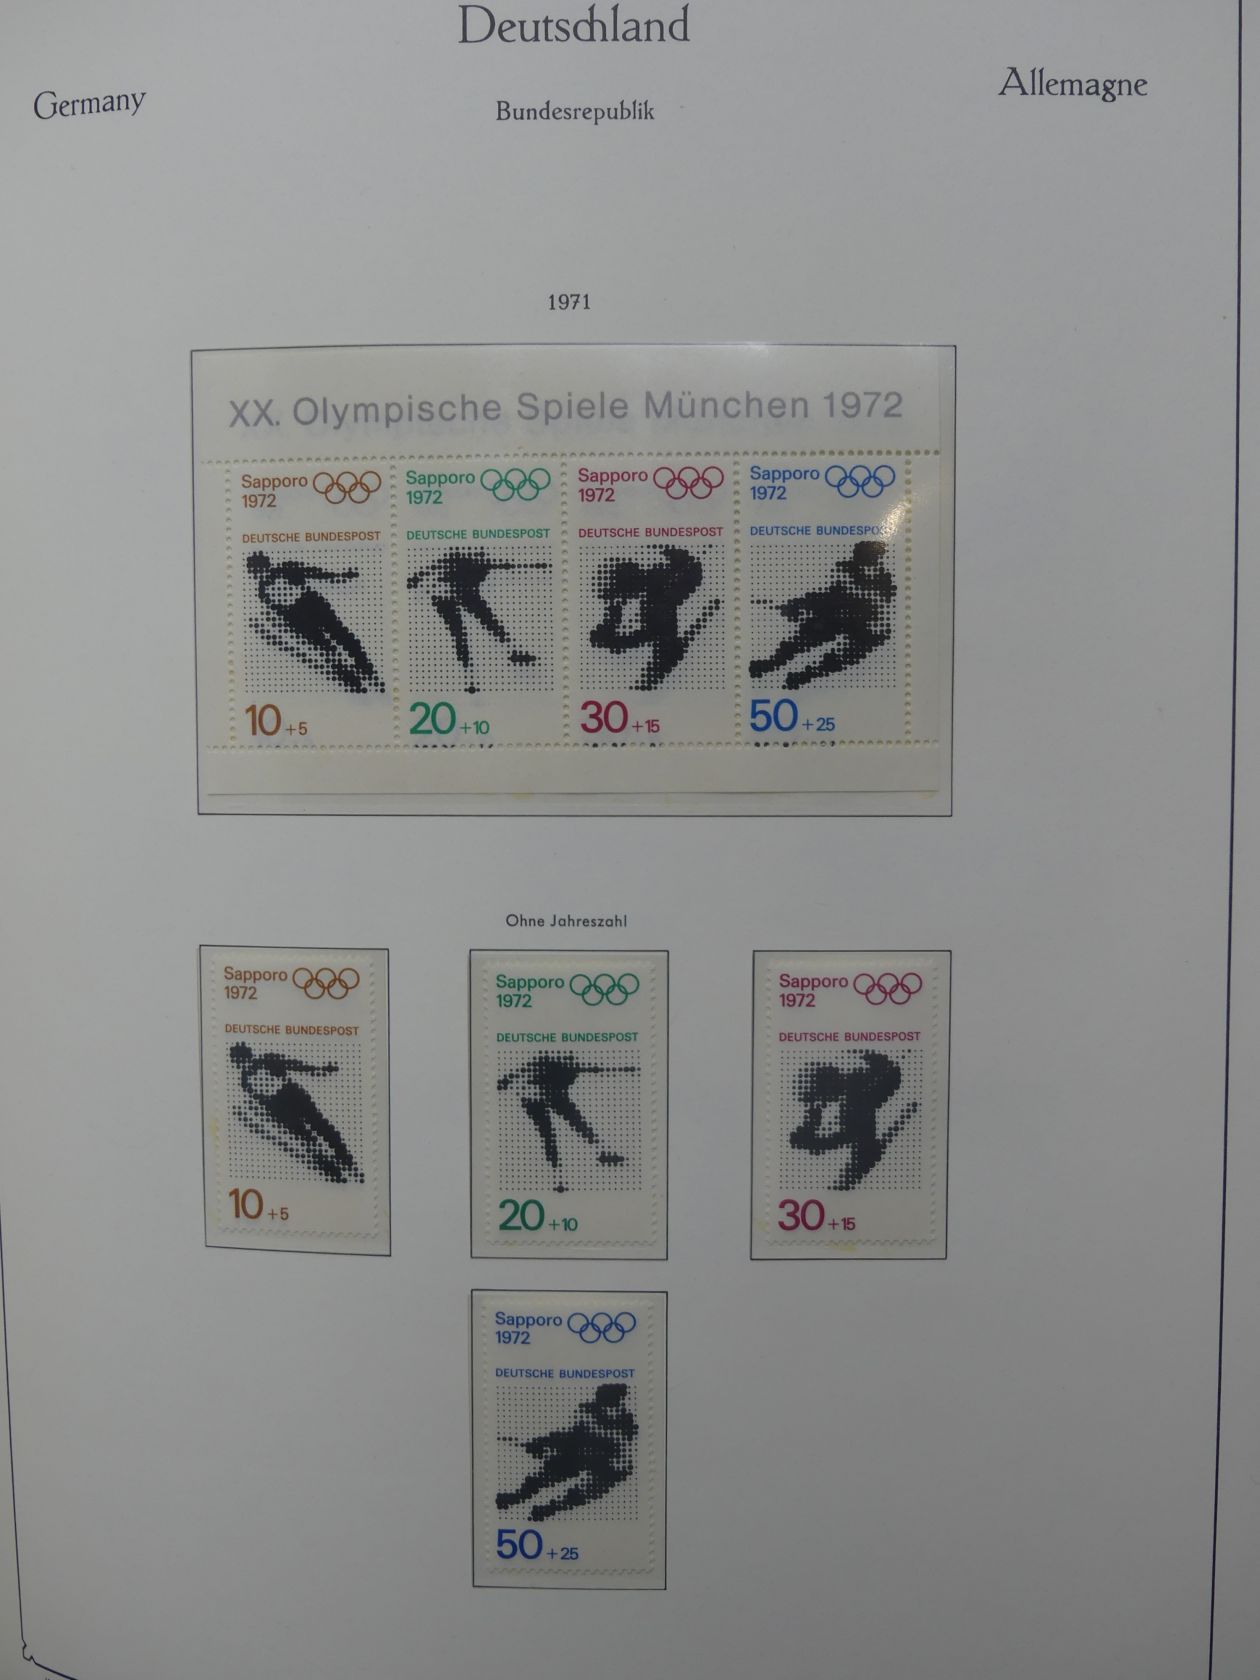 Deutschland
Germany
Bundesrepublik
Allemagne
1971
XX. Olympische Spiele München 1972
Sapporo
1972
DEUTSCHE BUNDESPOST
10 +5
Sapporo
1972
DEUTSCHE BUNDESPOST
20 +10
Sapporo
1972
DEUTSCHE BUNDESPOST
30 +15
Sapporo
1972
DEUTSCHE BUNDESPOST
50 +25
Ohne Jahreszahl
Sapporo
1972
DEUTSCHE BUNDESPOST
10 +5
Sapporo
1972
DEUTSCHE BUNDESPOST
20 +10
Sapporo
1972
DEUTSCHE BUNDESPOST
30 +15
Sapporo
1972
DEUTSCHE BUNDESPOST
50 +25